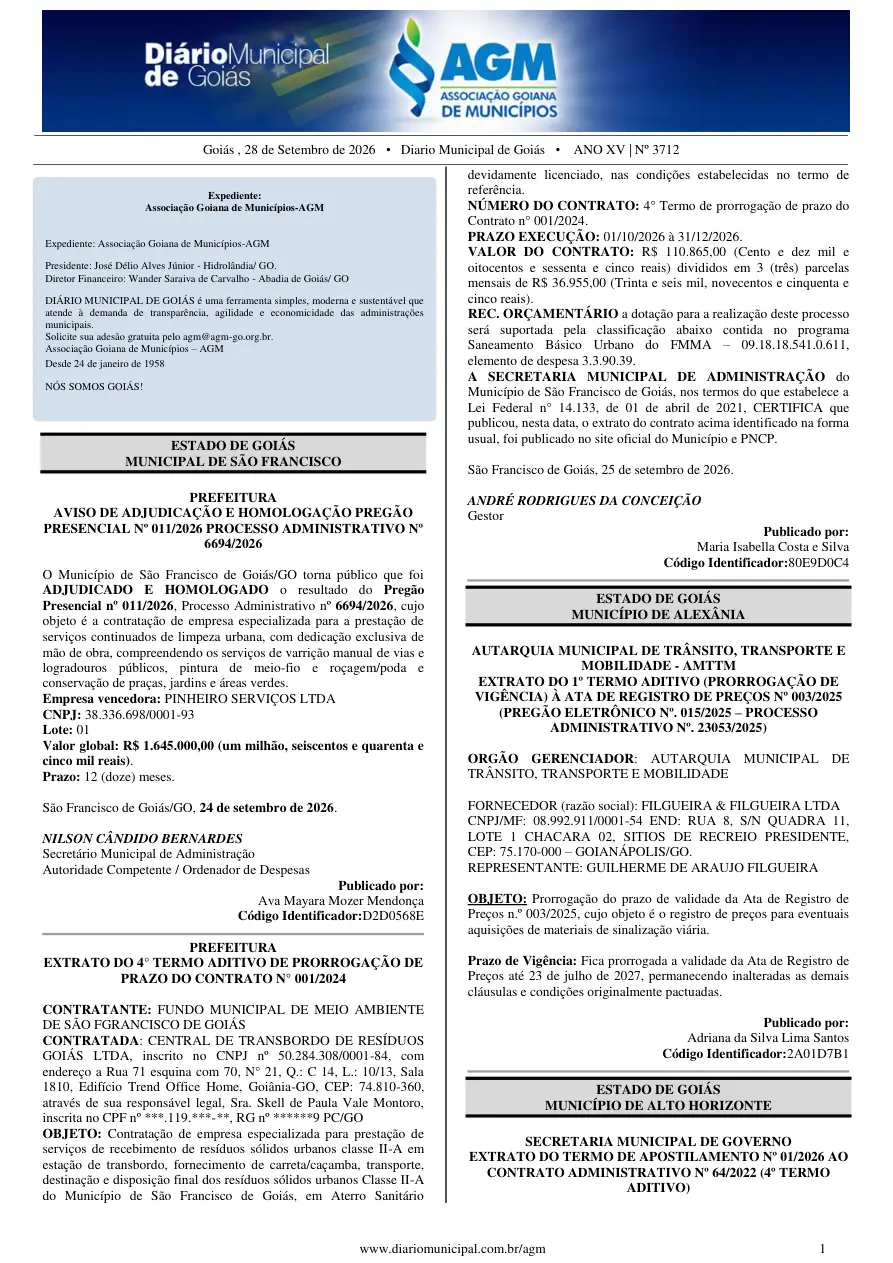 Diário Municipal
de Goiás
AGM
ASSOCIAÇÃO GOIANA
DE MUNICÍPIOS
Goiás , 28 de Setembro de 2026 • Diario Municipal de Goiás • ANO XV | Nº 3712
Expediente:
Associação Goiana de Municípios-AGM
Expediente: Associação Goiana de Municípios-AGM
Presidente: José Délio Alves Júnior - Hidrolândia/ GO.
Diretor Financeiro: Wander Saraiva de Carvalho - Abadia de Goiás/ GO
DIÁRIO MUNICIPAL DE GOIÁS é uma ferramenta simples, moderna e sustentável que
atende à demanda de transparência, agilidade e economicidade das administrações
municipais.
Solicite sua adesão gratuita pelo agm@agm-go.org.br.
Associação Goiana de Municípios – AGM
Desde 24 de janeiro de 1958
NÓS SOMOS GOIÁS!
ESTADO DE GOIÁS
MUNICIPAL DE SÃO FRANCISCO
PREFEITURA
AVISO DE ADJUDICAÇÃO E HOMOLOGAÇÃO PREGÃO
PRESENCIAL Nº 011/2026 PROCESSO ADMINISTRATIVO Nº
6694/2026
O Município de São Francisco de Goiás/GO torna público que foi
ADJUDICADO E HOMOLOGADO o resultado do Pregão
Presencial nº 011/2026, Processo Administrativo nº 6694/2026, cujo
objeto é a contratação de empresa especializada para a prestação de
serviços continuados de limpeza urbana, com dedicação exclusiva de
mão de obra, compreendendo os serviços de varrição manual de vias e
logradouros públicos, pintura de meio-fio e roçagem/poda e
conservação de praças, jardins e áreas verdes.
Empresa vencedora: PINHEIRO SERVIÇOS LTDA
CNPJ: 38.336.698/0001-93
Lote: 01
Valor global: R$ 1.645.000,00 (um milhão, seiscentos e quarenta e
cinco mil reais).
Prazo: 12 (doze) meses.
São Francisco de Goiás/GO, 24 de setembro de 2026.
NILSON CÂNDIDO BERNARDES
Secretário Municipal de Administração
Autoridade Competente / Ordenador de Despesas
Publicado por:
Ava Mayara Mozer Mendonça
Código Identificador:D2D0568E
PREFEITURA
EXTRATO DO 4° TERMO ADITIVO DE PRORROGAÇÃO DE
PRAZO DO CONTRATO N° 001/2024
CONTRATANTE: FUNDO MUNICIPAL DE MEIO AMBIENTE
DE SÃO FGRANCISCO DE GOIÁS
CONTRATADA: CENTRAL DE TRANSBORDO DE RESÍDUOS
GOIÁS LTDA, inscrito no CNPJ nº 50.284.308/0001-84, com
endereço a Rua 71 esquina com 70, N° 21, Q.: C 14, L.: 10/13, Sala
1810, Edifício Trend Office Home, Goiânia-GO, CEP: 74.810-360,
através de sua responsável legal, Sra. Skell de Paula Vale Montoro,
inscrita no CPF nº ***.119.***-**, RG nº ******9 PC/GO
OBJETO: Contratação de empresa especializada para prestação de
serviços de recebimento de resíduos sólidos urbanos classe II-A em
estação de transbordo, fornecimento de carreta/caçamba, transporte,
destinação e disposição final dos resíduos sólidos urbanos Classe II-A
do Município de São Francisco de Goiás, em Aterro Sanitário
devidamente licenciado, nas condições estabelecidas no termo de
referência.
NÚMERO DO CONTRATO: 4° Termo de prorrogação de prazo do
Contrato n° 001/2024.
PRAZO EXECUÇÃO: 01/10/2026 à 31/12/2026.
VALOR DO CONTRATO: R$ 110.865,00 (Cento e dez mil e
oitocentos e sessenta e cinco reais) divididos em 3 (três) parcelas
mensais de R$ 36.955,00 (Trinta e seis mil, novecentos e cinquenta e
cinco reais).
REC. ORÇAMENTÁRIO a dotação para a realização deste processo
será suportada pela classificação abaixo contida no programa
Saneamento Básico Urbano do FMMA – 09.18.18.541.0.611,
elemento de despesa 3.3.90.39.
A SECRETARIA MUNICIPAL DE ADMINISTRAÇÃO do
Município de São Francisco de Goiás, nos termos do que estabelece a
Lei Federal n° 14.133, de 01 de abril de 2021, CERTIFICA que
publicou, nesta data, o extrato do contrato acima identificado na forma
usual, foi publicado no site oficial do Município e PNCP.
São Francisco de Goiás, 25 de setembro de 2026.
ANDRÉ RODRIGUES DA CONCEIÇÃO
Gestor
Publicado por:
Maria Isabella Costa e Silva
Código Identificador:80E9D0C4
ESTADO DE GOIÁS
MUNICÍPIO DE ALEXÂNIA
AUTARQUIA MUNICIPAL DE TRÂNSITO, TRANSPORTE E
MOBILIDADE - AMTTM
EXTRATO DO 1º TERMO ADITIVO (PRORROGAÇÃO DE
VIGÊNCIA) À ATA DE REGISTRO DE PREÇOS Nº 003/2025
(PREGÃO ELETRÔNICO Nº. 015/2025 – PROCESSO
ADMINISTRATIVO Nº. 23053/2025)
ORGÃO GERENCIADOR: AUTARQUIA MUNICIPAL DE
TRÂNSITO, TRANSPORTE E MOBILIDADE
FORNECEDOR (razão social): FILGUEIRA & FILGUEIRA LTDA
CNPJ/MF: 08.992.911/0001-54 END: RUA 8, S/N QUADRA 11,
LOTE 1 CHACARA 02, SITIOS DE RECREIO PRESIDENTE,
CEP: 75.170-000 – GOIANÁPOLIS/GO.
REPRESENTANTE: GUILHERME DE ARAUJO FILGUEIRA
OBJETO: Prorrogação do prazo de validade da Ata de Registro de
Preços n.º 003/2025, cujo objeto é o registro de preços para eventuais
aquisições de materiais de sinalização viária.
Prazo de Vigência: Fica prorrogada a validade da Ata de Registro de
Preços até 23 de julho de 2027, permanecendo inalteradas as demais
cláusulas e condições originalmente pactuadas.
Publicado por:
Adriana da Silva Lima Santos
Código Identificador:2A01D7B1
ESTADO DE GOIÁS
MUNICÍPIO DE ALTO HORIZONTE
SECRETARIA MUNICIPAL DE GOVERNO
EXTRATO DO TERMO DE APOSTILAMENTO Nº 01/2026 AO
CONTRATO ADMINISTRATIVO Nº 64/2022 (4º TERMO
ADITIVO)
www.diariomunicipal.com.br/agm 1